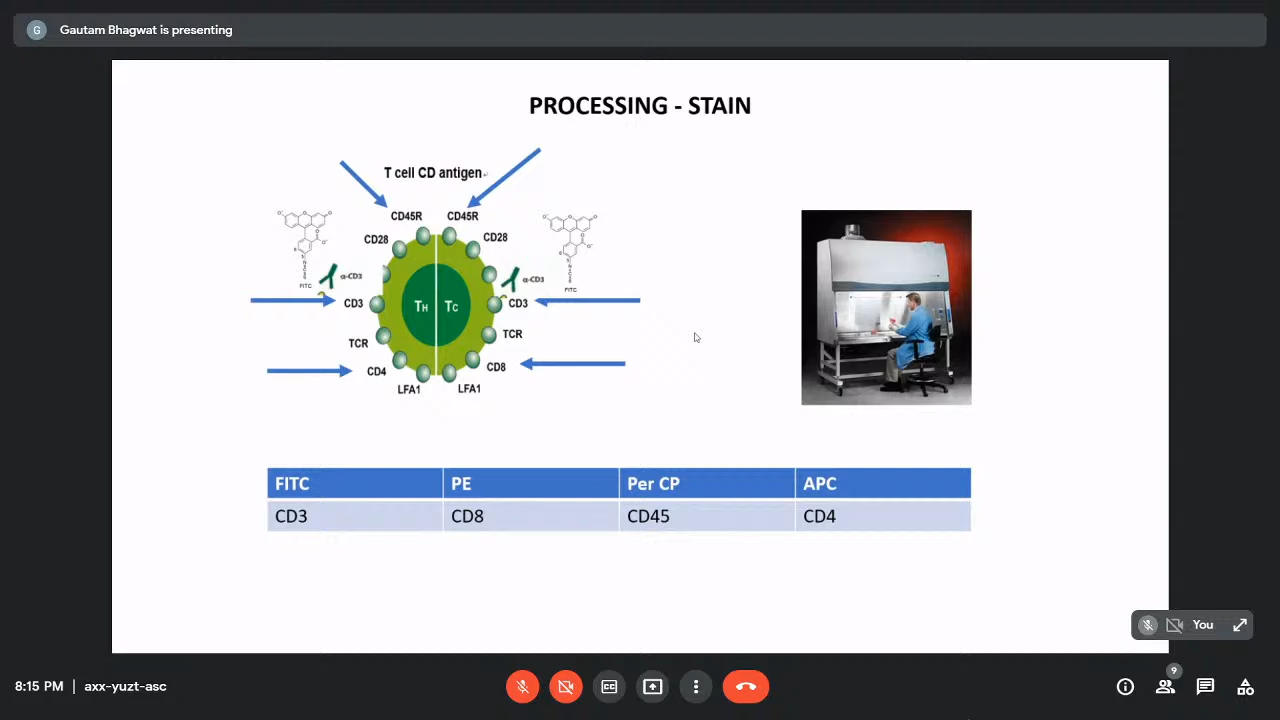 G Gautam Bhagwat is presenting
PROCESSING - STAIN
T cell CD antigen
CD45R CD45R
CD28 CD28
α-CD3 α-CD3
FITC FITC
CD3 CD3
TH TC
TCR TCR
CD4 CD8
LFA1 LFA1
FITC PE Per CP APC
CD3 CD8 CD45 CD4
You
9
8:15 PM | axx-yuzt-asc